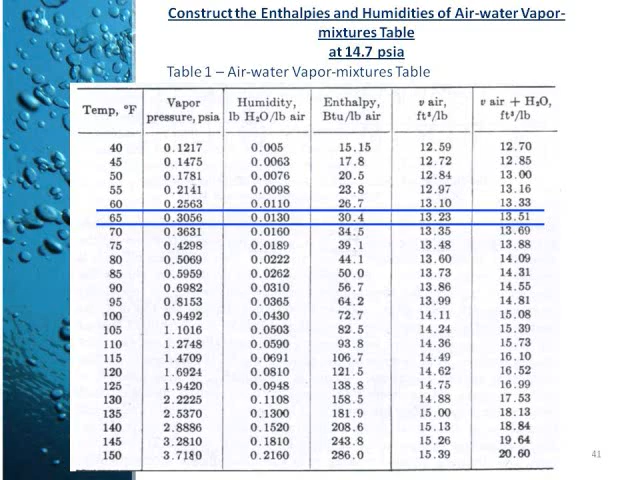 Construct the Enthalpies and Humidities of Air-water Vapor-
mixtures Table
at 14.7 psia
Table 1 – Air-water Vapor-mixtures Table
Temp, °F Vapor pressure, psia Humidity, lb H₂O/lb air Enthalpy, Btu/lb air v air, ft³/lb v air + H₂O, ft³/lb
40 0.1217 0.005 15.15 12.59 12.70
45 0.1475 0.0063 17.8 12.72 12.85
50 0.1781 0.0076 20.5 12.84 13.00
55 0.2141 0.0098 23.8 12.97 13.16
60 0.2563 0.0110 26.7 13.10 13.33
65 0.3056 0.0130 30.4 13.23 13.51
70 0.3631 0.0160 34.5 13.35 13.69
75 0.4298 0.0189 39.1 13.48 13.88
80 0.5069 0.0222 44.1 13.60 14.09
85 0.5959 0.0262 50.0 13.73 14.31
90 0.6982 0.0310 56.7 13.86 14.55
95 0.8153 0.0365 64.2 13.99 14.81
100 0.9492 0.0430 72.7 14.11 15.08
105 1.1016 0.0503 82.5 14.24 15.39
110 1.2748 0.0590 93.8 14.36 15.73
115 1.4709 0.0691 106.7 14.49 16.10
120 1.6924 0.0810 121.5 14.62 16.52
125 1.9420 0.0948 138.8 14.75 16.99
130 2.2225 0.1108 158.5 14.88 17.53
135 2.5370 0.1300 181.9 15.00 18.13
140 2.8886 0.1520 208.6 15.13 18.84
145 3.2810 0.1810 243.8 15.26 19.64
150 3.7180 0.2160 286.0 15.39 20.60
41